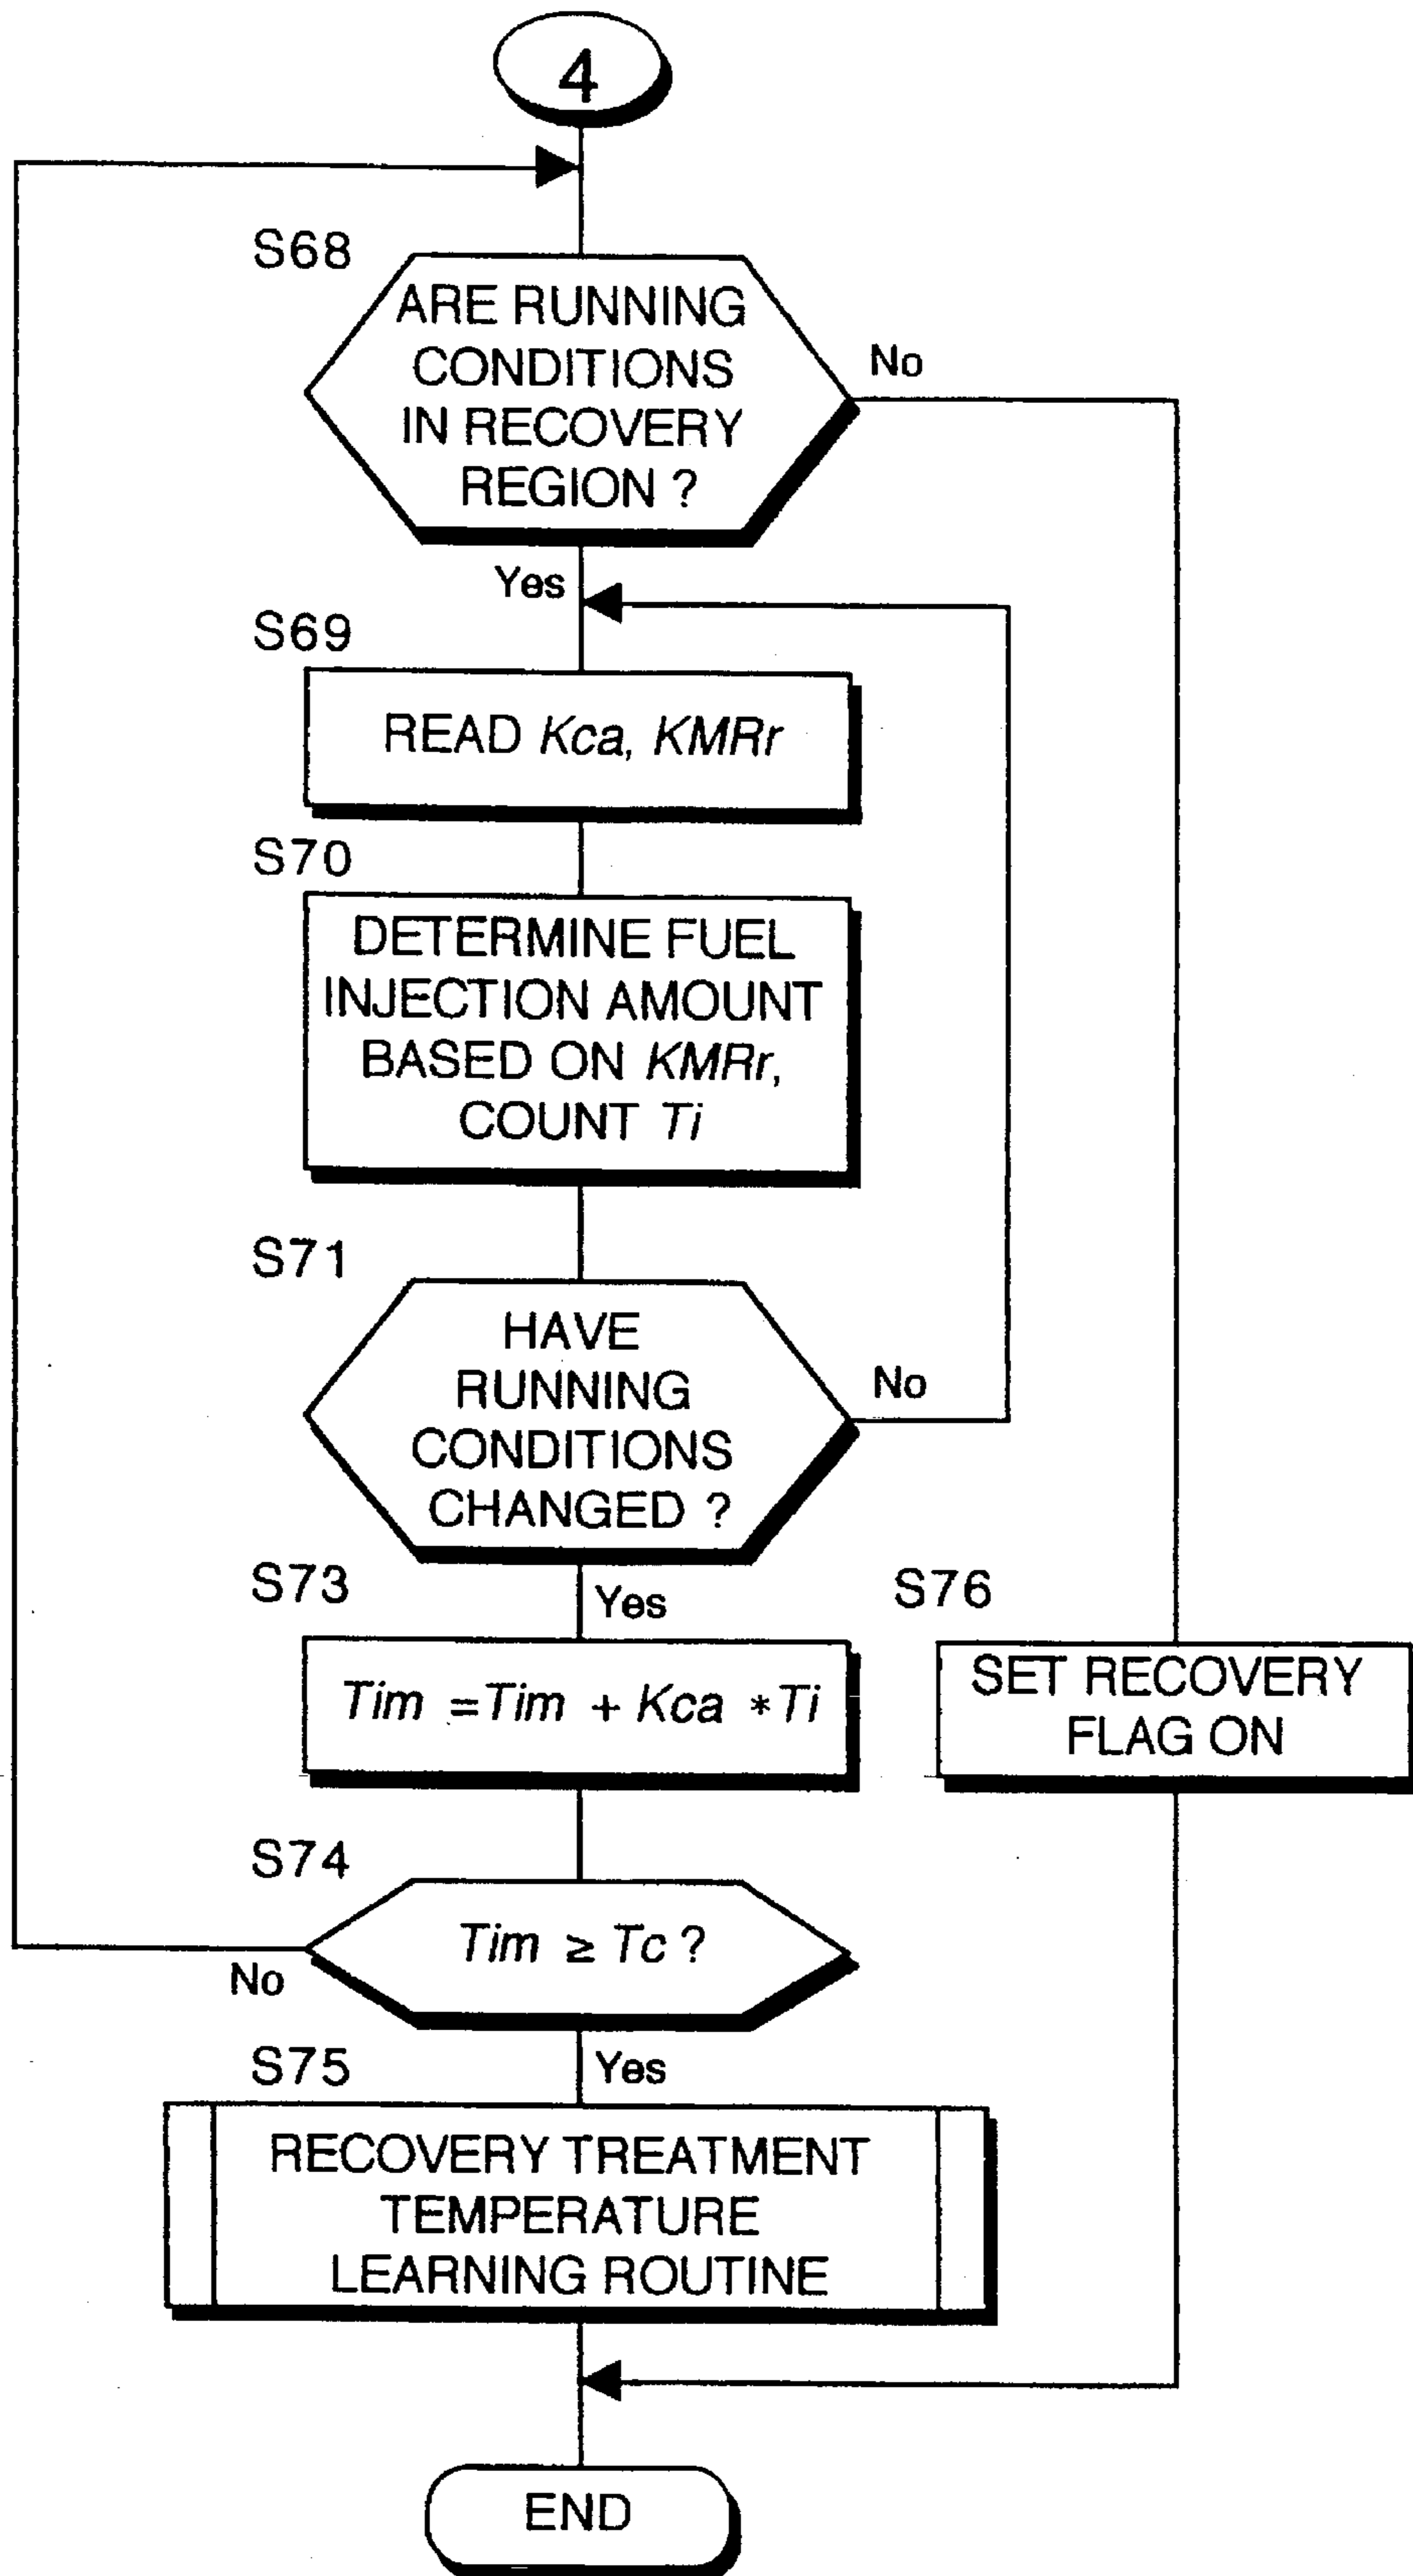 4
S68
ARE RUNNING
CONDITIONS
IN RECOVERY
REGION ?
No
Yes
S69
READ Kca, KMRr
S70
DETERMINE FUEL
INJECTION AMOUNT
BASED ON KMRr,
COUNT Ti
S71
HAVE
RUNNING
CONDITIONS
CHANGED ?
No
Yes
S73
Tim =Tim + Kca *Ti
S76
SET RECOVERY
FLAG ON
S74
Tim ≥ Tc ?
No
Yes
S75
RECOVERY TREATMENT
TEMPERATURE
LEARNING ROUTINE
END